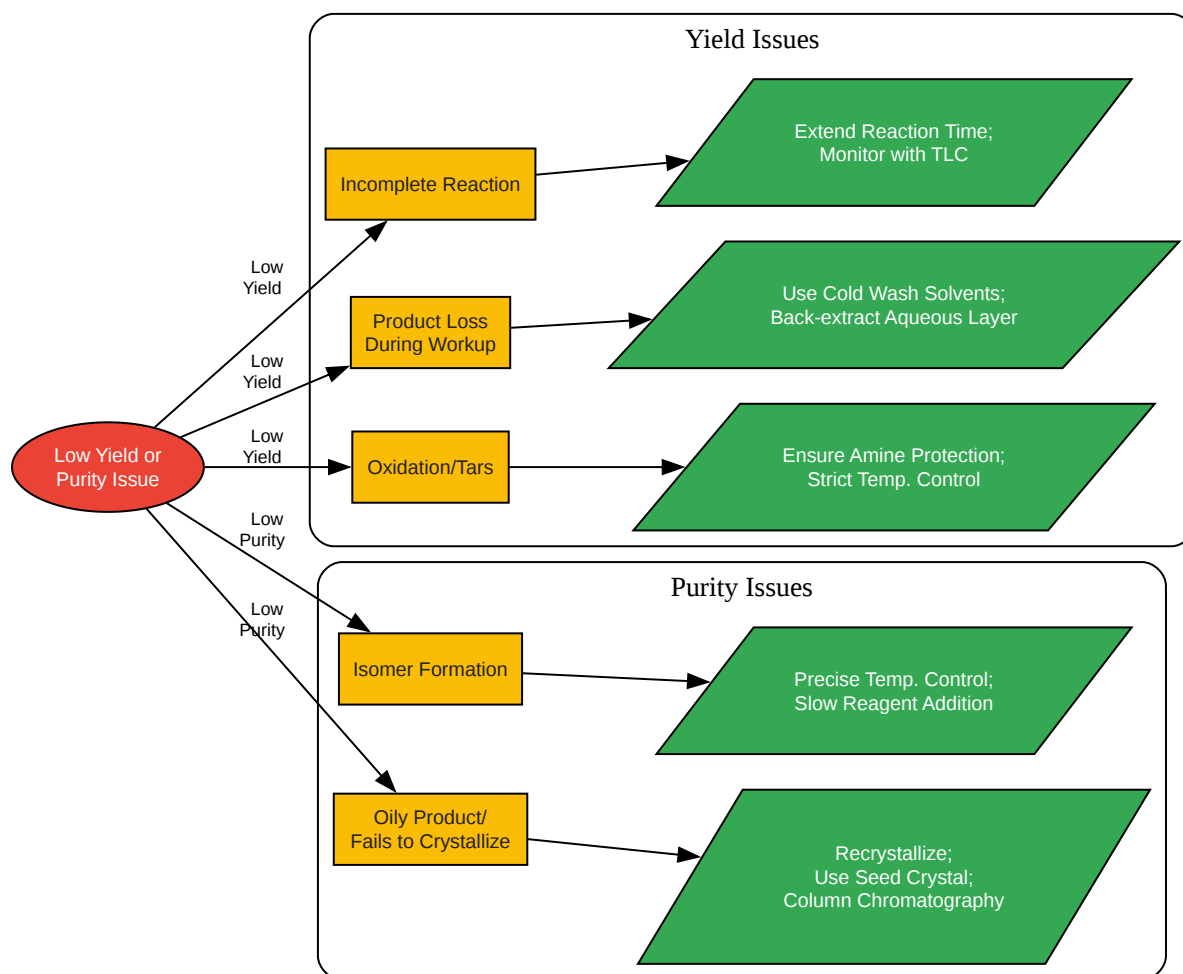 Yield Issues
Extend Reaction Time;
Monitor with TLC
Incomplete Reaction
Low
Yield
Use Cold Wash Solvents;
Back-extract Aqueous Layer
Product Loss
During Workup
Low
Yield
Low
Yield
Low Yield or
Purity Issue
Oxidation/Tars
Ensure Amine Protection;
Strict Temp. Control
Low
Purity
Purity Issues
Low
Purity
Isomer Formation
Precise Temp. Control;
Slow Reagent Addition
Oily Product/
Fails to Crystallize
Recrystallize;
Use Seed Crystal;
Column Chromatography